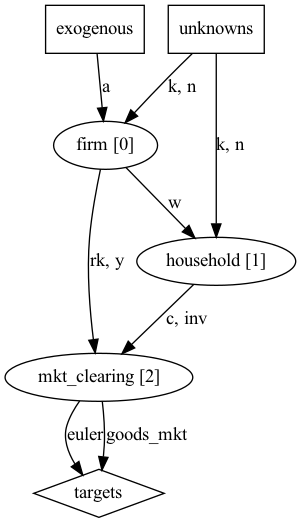 exogenous
unknowns
a
k, n
firm [0]
k, n
w
rk, y
household [1]
c, inv
mkt_clearing [2]
euler
goods_mkt
targets